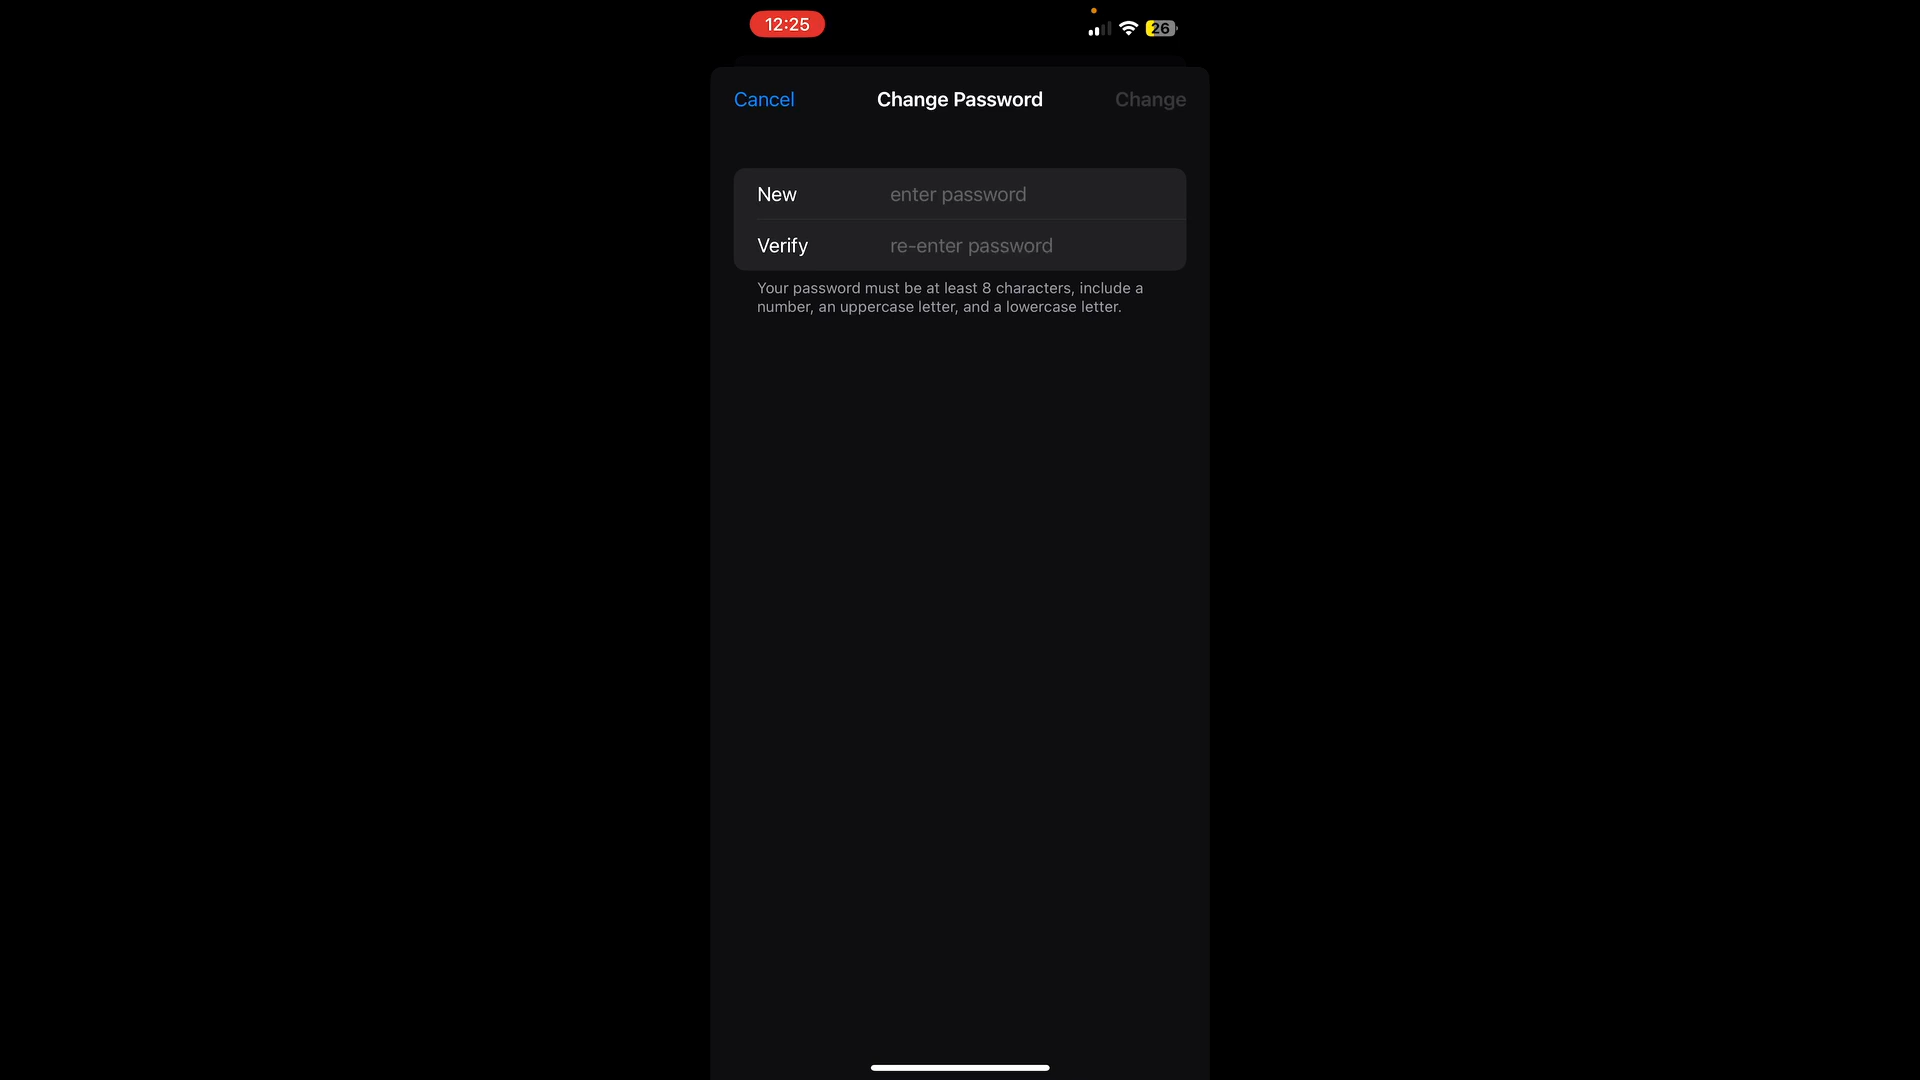 12:25
26
Cancel
Change Password
Change
New
enter password
Verify
re-enter password
Your password must be at least 8 characters, include a
number, an uppercase letter, and a lowercase letter.